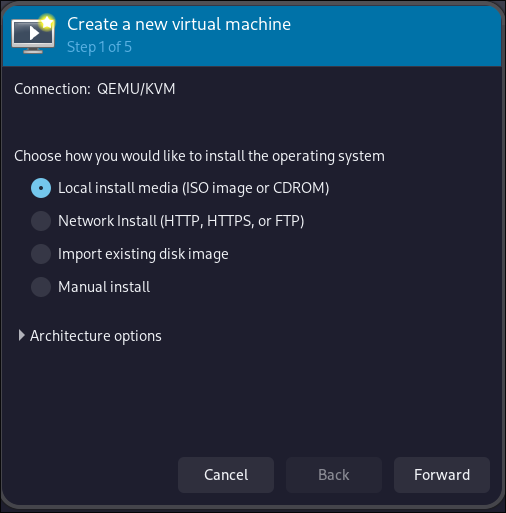 Create a new virtual machine
Step 1 of 5
Connection: QEMU/KVM
Choose how you would like to install the operating system
Local install media (ISO image or CDROM)
Network Install (HTTP, HTTPS, or FTP)
Import existing disk image
Manual install
Architecture options
Cancel Back Forward